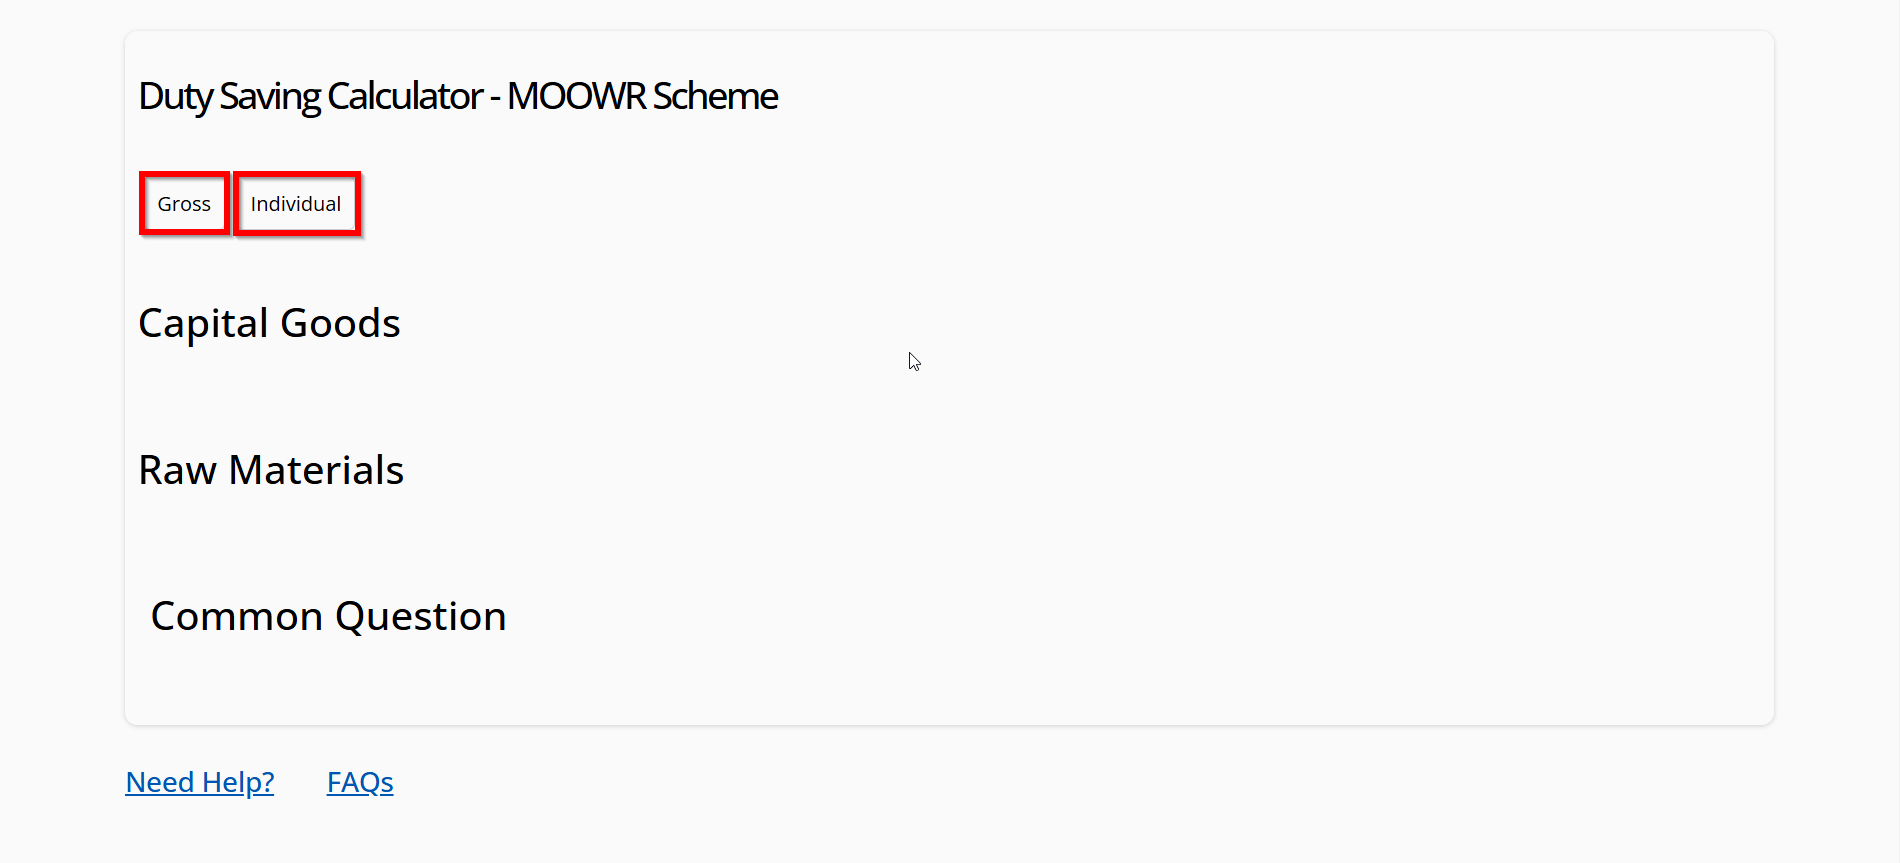 Duty Saving Calculator - MOOWR Scheme
Gross Individual
Capital Goods
Raw Materials
Common Question
Need Help? FAQs